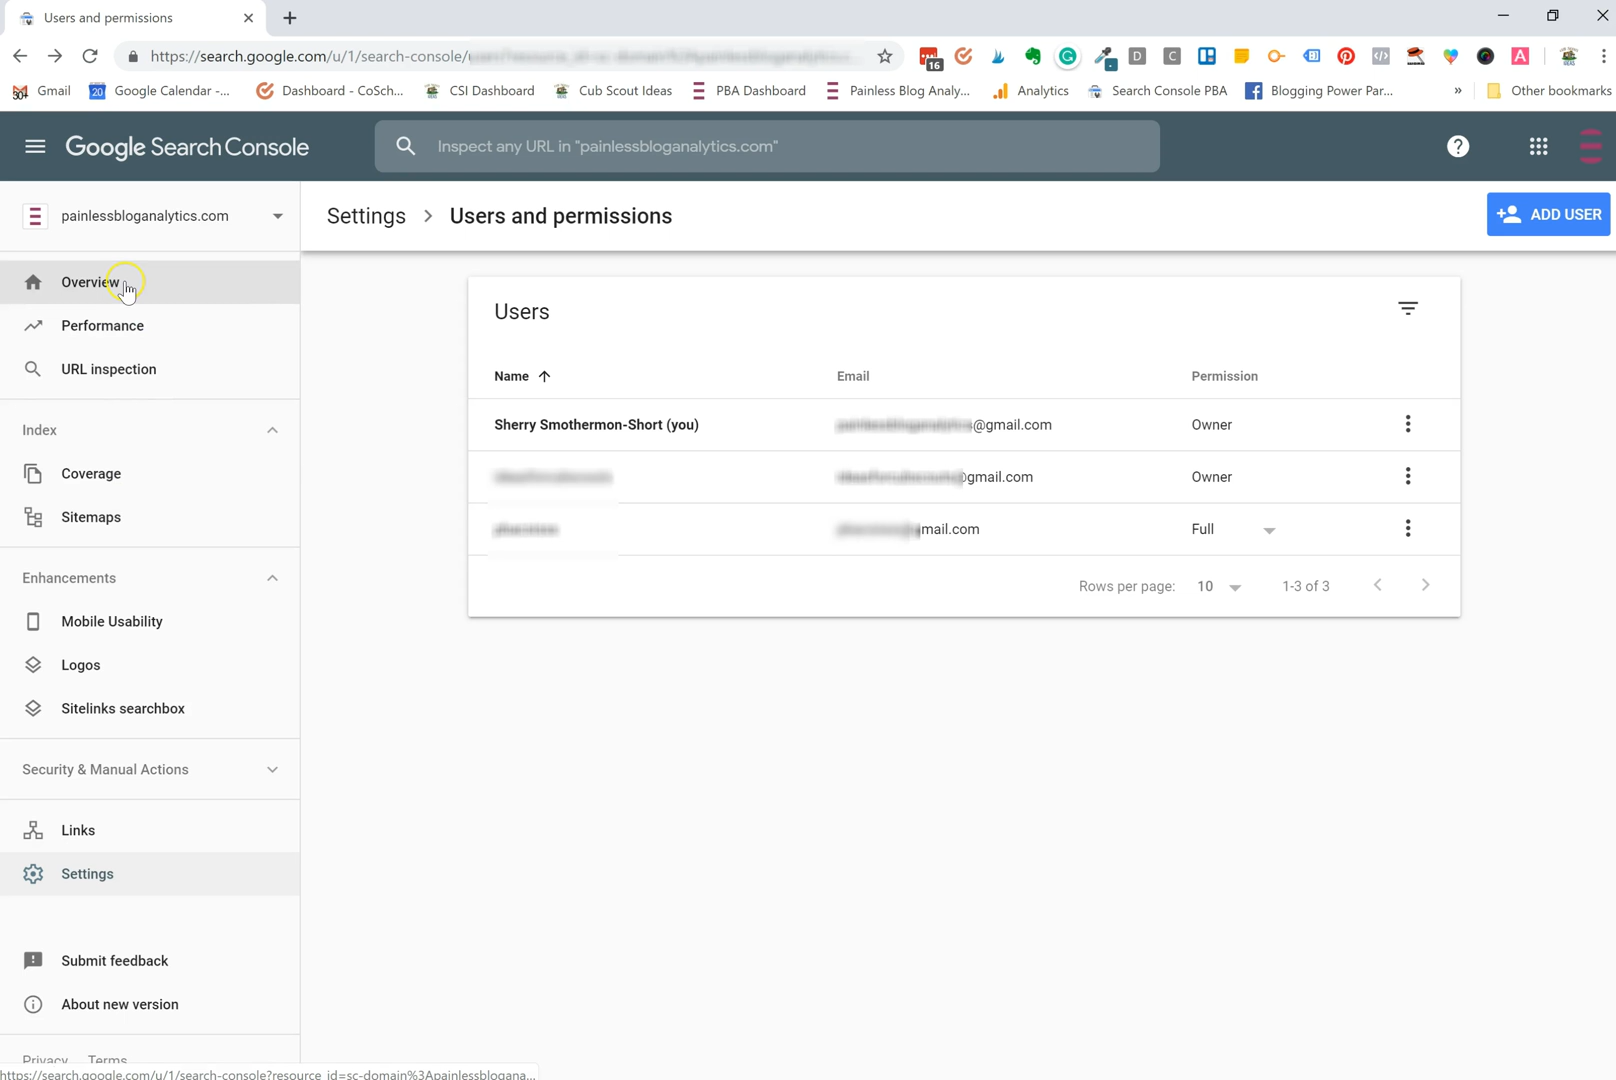 Users and permissions
https://search.google.com/u/1/search-console/
16
Gmail
20 Google Calendar -...
Dashboard - CoSch...
CSI Dashboard
Cub Scout Ideas
PBA Dashboard
Painless Blog Analy...
Analytics
Search Console PBA
Facebook Blogging Power Par...
»
Other bookmarks
Google Search Console
Inspect any URL in "painlessbloganalytics.com"
painlessbloganalytics.com
Settings > Users and permissions
ADD USER
Overview
Performance
URL inspection
Index
Coverage
Sitemaps
Enhancements
Mobile Usability
Logos
Sitelinks searchbox
Security & Manual Actions
Links
Settings
Submit feedback
About new version
Privacy Terms
https://search.google.com/u/1/search-console?resource_id=sc-domain%3Apainlessblogana...
Users
Name Email Permission
Sherry Smothermon-Short (you) @gmail.com Owner
@gmail.com Owner
mail.com Full
Rows per page: 10 1-3 of 3